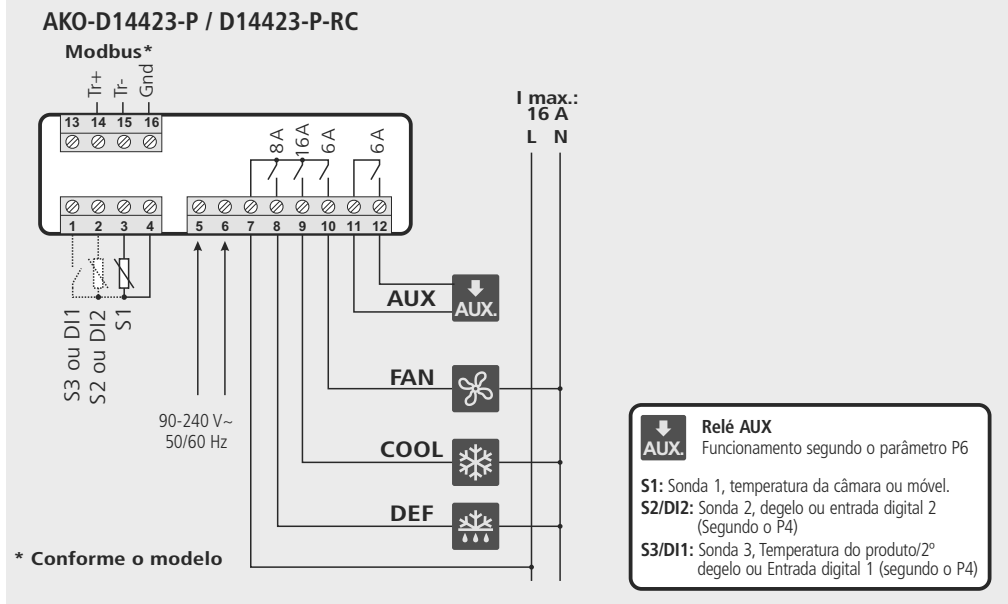 AKO-D14423-P / D14423-P-RC
Modbus*
Tr+
Tr-
Gnd
13 14 15 16
8A
16A
6A
6A
I max.:
16 A
L N
1 2 3 4
5 6 7 8 9 10 11 12
S3 ou DI1
S2 ou DI2
S1
90-240 V~
50/60 Hz
AUX
AUX.
FAN
COOL
DEF
* Conforme o modelo
AUX.
Relé AUX
Funcionamento segundo o parâmetro P6
S1: Sonda 1, temperatura da câmara ou móvel.
S2/DI2: Sonda 2, degelo ou entrada digital 2
(Segundo o P4)
S3/DI1: Sonda 3, Temperatura do produto/2º
degelo ou Entrada digital 1 (segundo o P4)